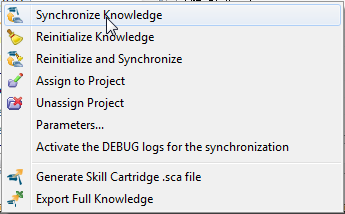 Synchronize Knowledge
Reinitialize Knowledge
Reinitialize and Synchronize
Assign to Project
Unassign Project
Parameters...
Activate the DEBUG logs for the synchronization
Generate Skill Cartridge .sca file
Export Full Knowledge